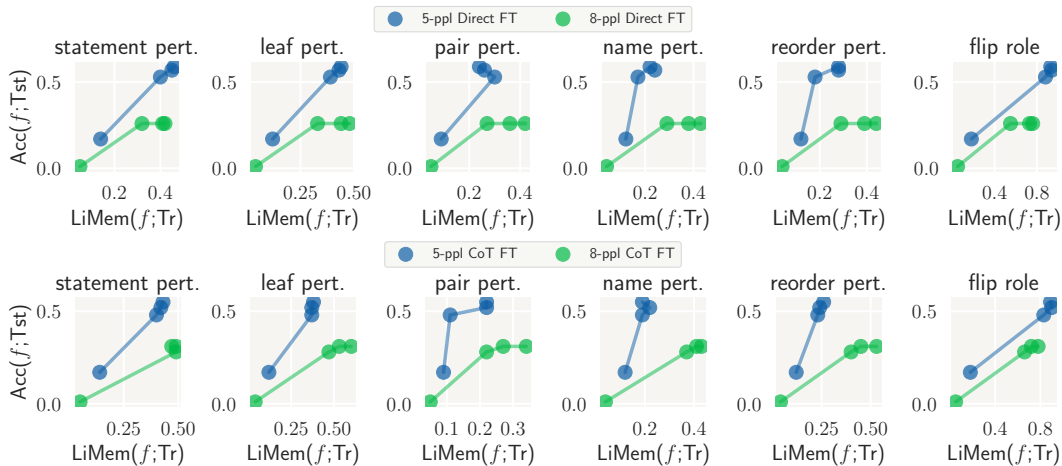 5-ppl Direct FT 8-ppl Direct FT
statement pert. leaf pert. pair pert. name pert. reorder pert. flip role
Acc(f;Tst)
0.5 0.5 0.5 0.5 0.5 0.5
0.0 0.0 0.0 0.0 0.0 0.0
0.2 0.4 0.25 0.50 0.2 0.4 0.2 0.4 0.2 0.4 0.4 0.8
LiMem(f;Tr) LiMem(f;Tr) LiMem(f;Tr) LiMem(f;Tr) LiMem(f;Tr) LiMem(f;Tr)
5-ppl CoT FT 8-ppl CoT FT
statement pert. leaf pert. pair pert. name pert. reorder pert. flip role
Acc(f;Tst)
0.5 0.5 0.5 0.5 0.5 0.5
0.0 0.0 0.0 0.0 0.0 0.0
0.25 0.50 0.25 0.50 0.1 0.2 0.3 0.2 0.4 0.25 0.50 0.4 0.8
LiMem(f;Tr) LiMem(f;Tr) LiMem(f;Tr) LiMem(f;Tr) LiMem(f;Tr) LiMem(f;Tr)